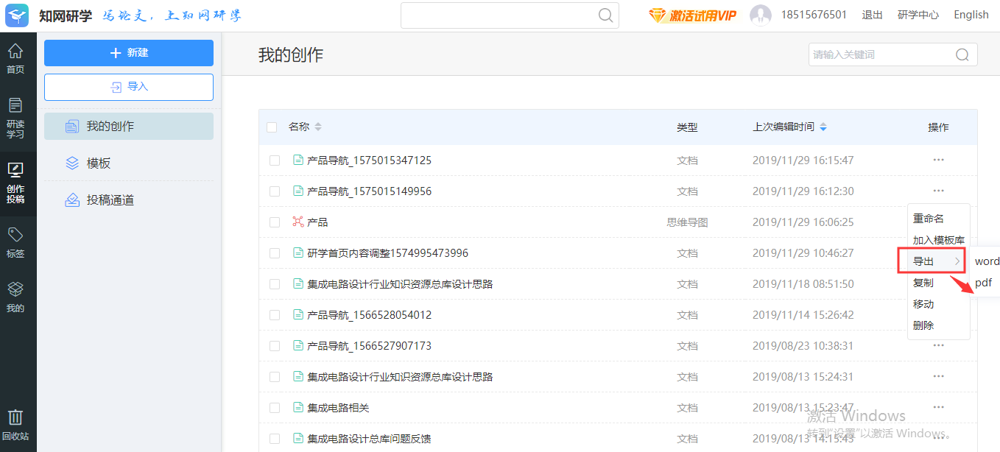 知网研学 写论文，上知网研学 激活试用VIP 18515676501 退出 研学中心 English
首页
研读
学习
创作
投稿
标签
我的
回收站
新建
导入
我的创作
模板
投稿通道
我的创作 请输入关键词
名称 类型 上次编辑时间 操作
产品导航_1575015347125 文档 2019/11/29 16:15:47 ···
产品导航_1575015149956 文档 2019/11/29 16:12:30 ···
产品 思维导图 2019/11/29 16:06:25
研学首页内容调整1574995473996 文档 2019/11/29 10:46:27
集成电路设计行业知识资源总库设计思路 文档 2019/11/18 08:51:50
产品导航_1566528054012 文档 2019/11/14 15:26:42
产品导航_1566527907173 文档 2019/08/23 10:38:31 ···
集成电路设计行业知识资源总库设计思路 文档 2019/08/13 15:24:31 ···
集成电路相关 文档 2019/08/13 15:23:47 ···
集成电路设计总库问题反馈 文档 2019/08/13 14:15:43 ···
重命名
加入模板库
导出 word
复制 pdf
移动
删除
激活 Windows
转到"设置"以激活 Windows。